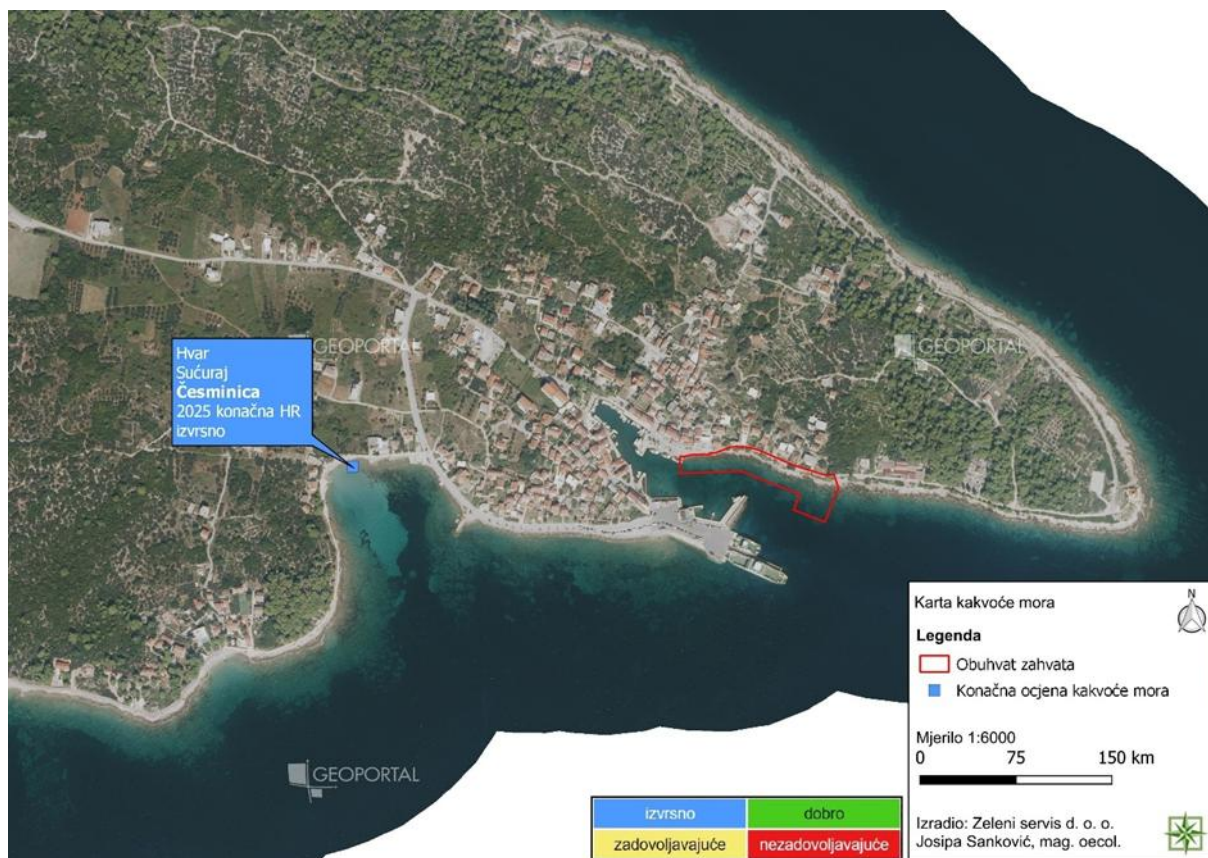 Hvar
Sućuraj
Česminica
2025 konačna HR
izvrsno
GEOPORTAL
GEOPORTAL
GEOPORTAL
Karta kakvoće mora
N
Legenda
Obuhvat zahvata
Konačna ocjena kakvoće mora
Mjerilo 1:6000
0 75 150 km
Izradio: Zeleni servis d. o. o.
Josipa Sanković, mag. oecol.
izvrsno dobro
zadovoljavajuće nezadovoljavajuće